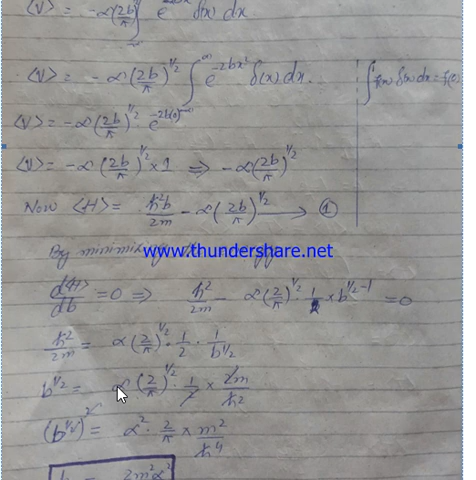 ⟨V⟩ = -α(2b/π)^1/2 ∫ δ(x) dx
⟨V⟩ = -α(2b/π)^1/2 ∫ e^-2bx² δ(x) dx.
∫ f(x) δ(x) dx = f(0)
⟨V⟩ = -α(2b/π)^1/2 e^-2b(0)
⟨V⟩ = -α(2b/π)^1/2 × 1 ⇒ -α(2b/π)^1/2
Now ⟨H⟩ = ħ²b/2m - α(2b/π)^1/2 → ①
By
www.thundershare.net
d⟨H⟩/db = 0 ⇒ ħ²/2m - α(2/π)^1/2 · 1/2 × b^1/2-1 = 0
ħ²/2m = α(2/π)^1/2 · 1/2 · 1/b^1/2
b^1/2 = α(2/π)^1/2 · 1/2 × 2m/ħ²
(b^1/2)² = α² · 2/π × m²/ħ⁴
2m²α²